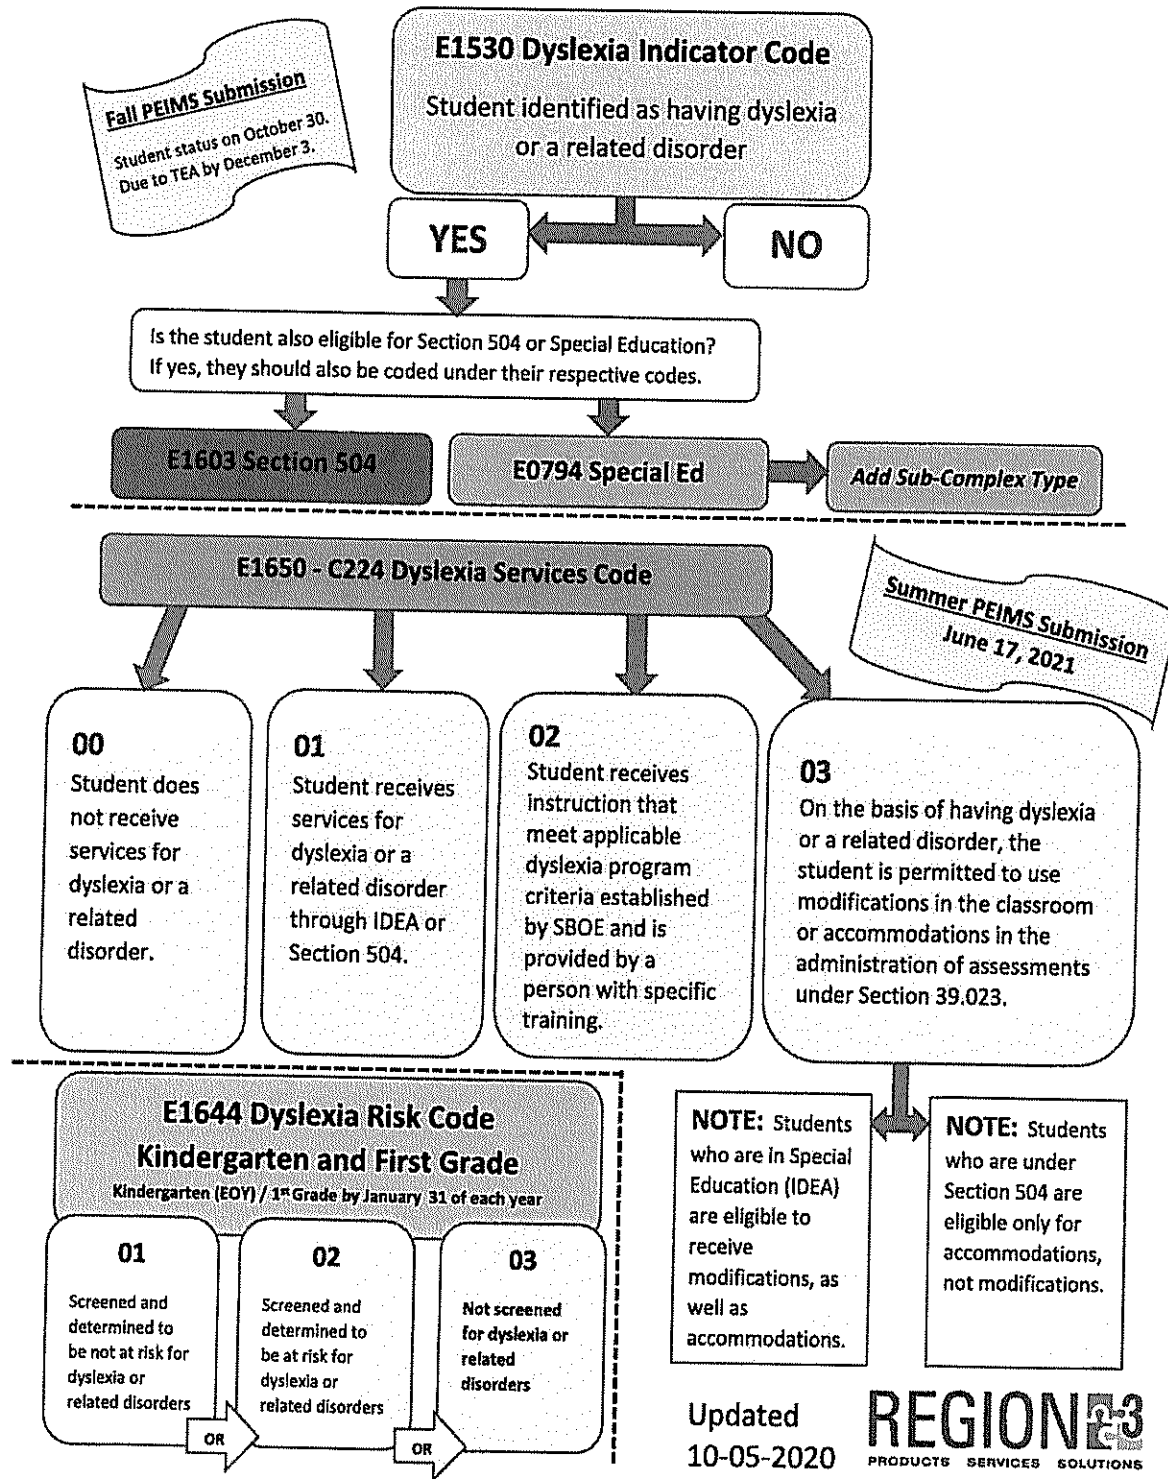 Fall PEIMS Submission
Student status on October 30.
Due to TEA by December 3.
E1530 Dyslexia Indicator Code
Student identified as having dyslexia
or a related disorder
YES
NO
Is the student also eligible for Section 504 or Special Education?
If yes, they should also be coded under their respective codes.
E1603 Section 504
E0794 Special Ed
Add Sub-Complex Type
E1650 - C224 Dyslexia Services Code
Summer PEIMS Submission
June 17, 2021
00
Student does
not receive
services for
dyslexia or a
related
disorder.
01
Student receives
services for
dyslexia or a
related disorder
through IDEA or
Section 504.
02
Student receives
instruction that
meet applicable
dyslexia program
criteria established
by SBOE and is
provided by a
person with specific
training.
03
On the basis of having dyslexia
or a related disorder, the
student is permitted to use
modifications in the classroom
or accommodations in the
administration of assessments
under Section 39.023.
E1644 Dyslexia Risk Code
Kindergarten and First Grade
Kindergarten (EOY) / 1st Grade by January 31 of each year
01
Screened and
determined to
be not at risk for
dyslexia or
related disorders
OR
02
Screened and
determined to
be at risk for
dyslexia or
related disorders
OR
03
Not screened
for dyslexia or
related
disorders
NOTE: Students
who are in Special
Education (IDEA)
are eligible to
receive
modifications, as
well as
accommodations.
NOTE: Students
who are under
Section 504 are
eligible only for
accommodations,
not modifications.
Updated
10-05-2020
REGION 3
PRODUCTS SERVICES SOLUTIONS